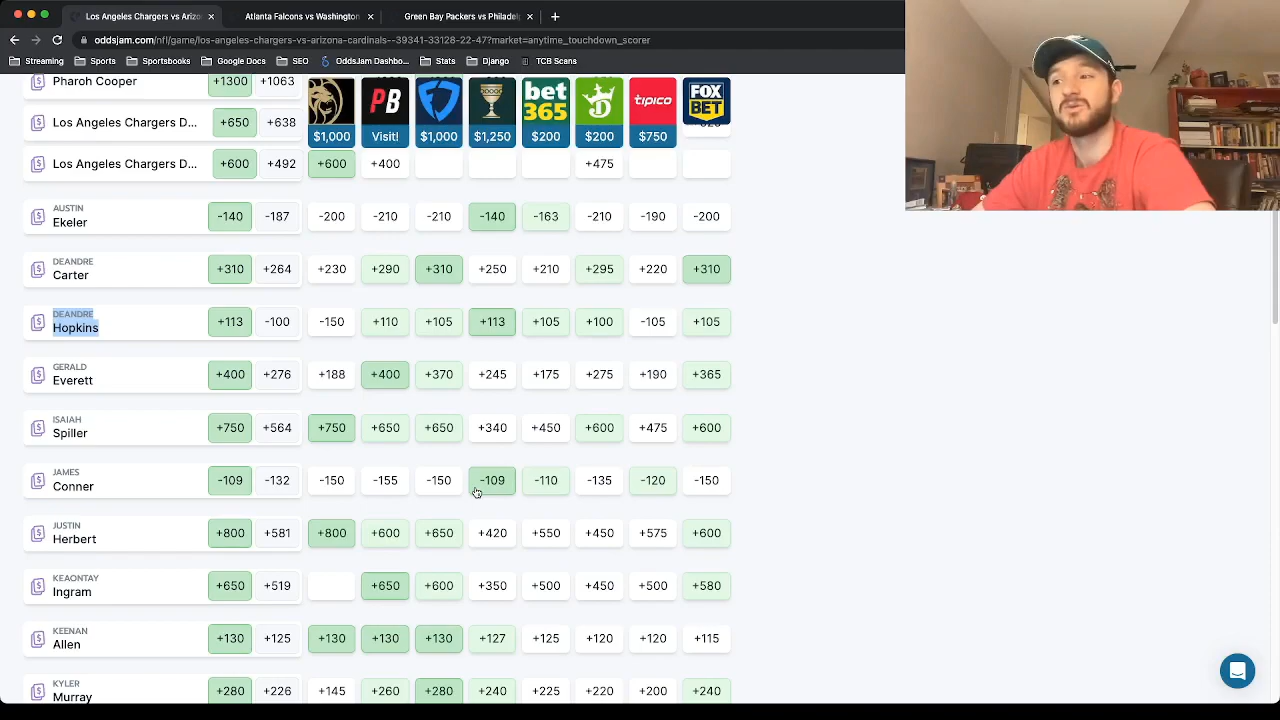 Los Angeles Chargers vs Arizo
Atlanta Falcons vs Washington
Green Bay Packers vs Philadel
oddsjam.com/nfl/game/los-angeles-chargers-vs-arizona-cardinals--39341-33128-22-47?market=anytime_touchdown_scorer
Streaming Sports Sportsbooks Google Docs SEO OddsJam Dashbo... Stats Django TCB Scans
Pharoh Cooper +1300 +1063
PB bet365 tipico FOX BET
$1,000 Visit! $1,000 $1,250 $200 $200 $750
Los Angeles Chargers D... +650 +638
Los Angeles Chargers D... +600 +492 +600 +400 +475
AUSTIN
Ekeler -140 -187 -200 -210 -210 -140 -163 -210 -190 -200
DEANDRE
Carter +310 +264 +230 +290 +310 +250 +210 +295 +220 +310
DEANDRE
Hopkins +113 -100 -150 +110 +105 +113 +105 +100 -105 +105
GERALD
Everett +400 +276 +188 +400 +370 +245 +175 +275 +190 +365
ISAIAH
Spiller +750 +564 +750 +650 +650 +340 +450 +600 +475 +600
JAMES
Conner -109 -132 -150 -155 -150 -109 -110 -135 -120 -150
JUSTIN
Herbert +800 +581 +800 +600 +650 +420 +550 +450 +575 +600
KEAONTAY
Ingram +650 +519 +650 +600 +350 +500 +450 +500 +580
KEENAN
Allen +130 +125 +130 +130 +130 +127 +125 +120 +120 +115
KYLER
Murray +280 +226 +145 +260 +280 +240 +225 +220 +200 +240